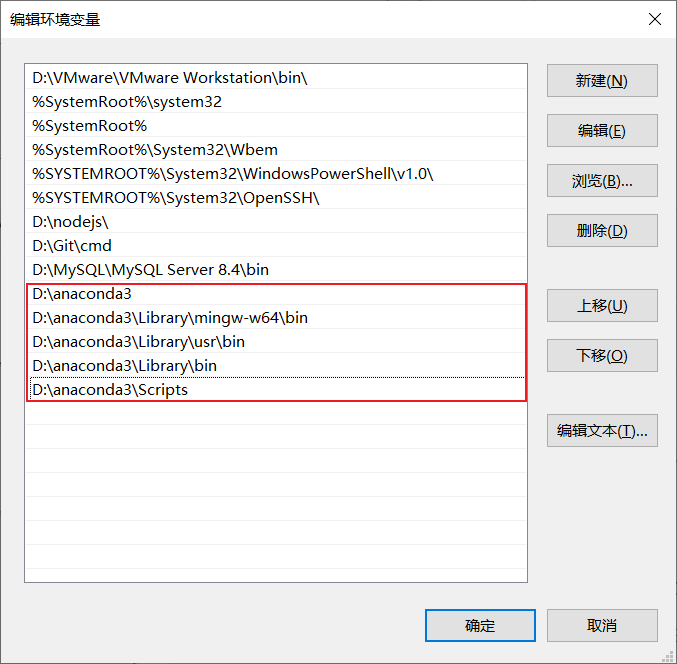 编辑环境变量
D:\VMware\VMware Workstation\bin\
%SystemRoot%\system32
%SystemRoot%
%SystemRoot%\System32\Wbem
%SYSTEMROOT%\System32\WindowsPowerShell\v1.0\
%SYSTEMROOT%\System32\OpenSSH\
D:\nodejs\
D:\Git\cmd
D:\MySQL\MySQL Server 8.4\bin
D:\anaconda3
D:\anaconda3\Library\mingw-w64\bin
D:\anaconda3\Library\usr\bin
D:\anaconda3\Library\bin
D:\anaconda3\Scripts
新建(N)
编辑(E)
浏览(B)...
删除(D)
上移(U)
下移(O)
编辑文本(T)...
确定
取消